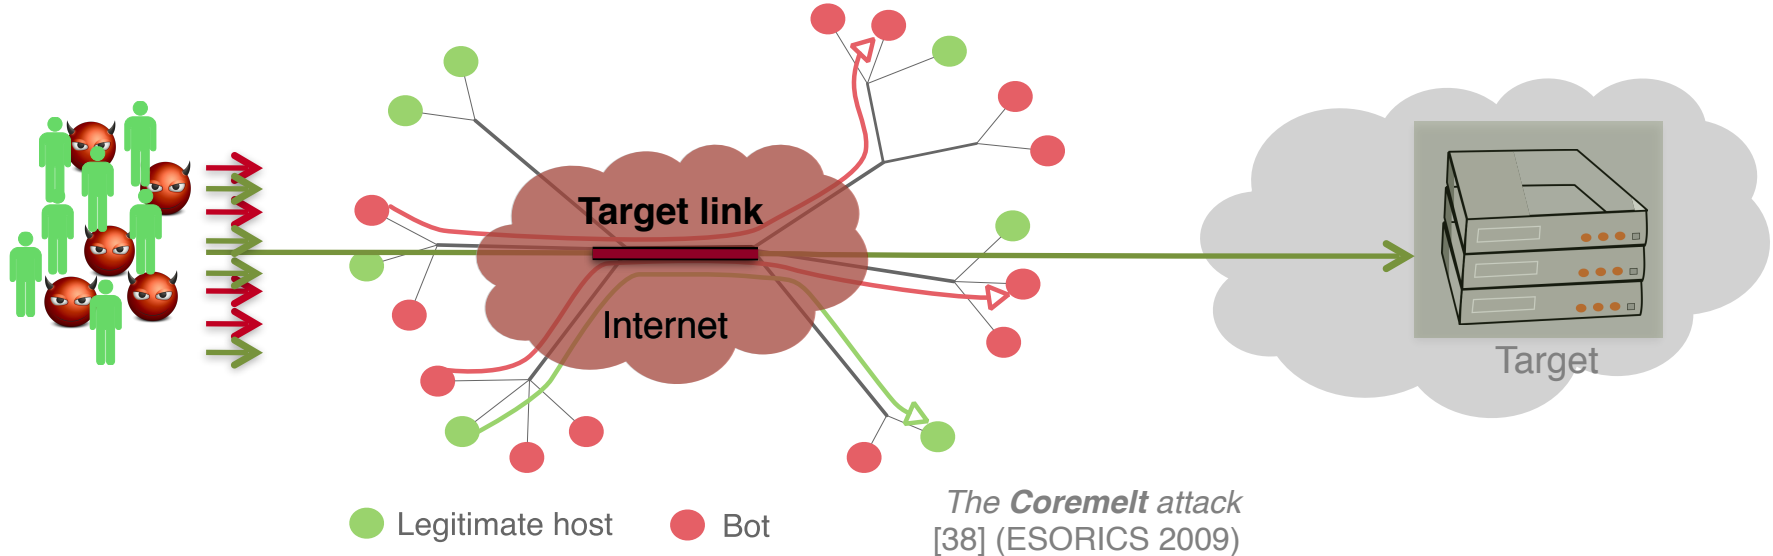 Target link
Internet
Target
Legitimate host
Bot
The Coremelt attack
[38] (ESORICS 2009)